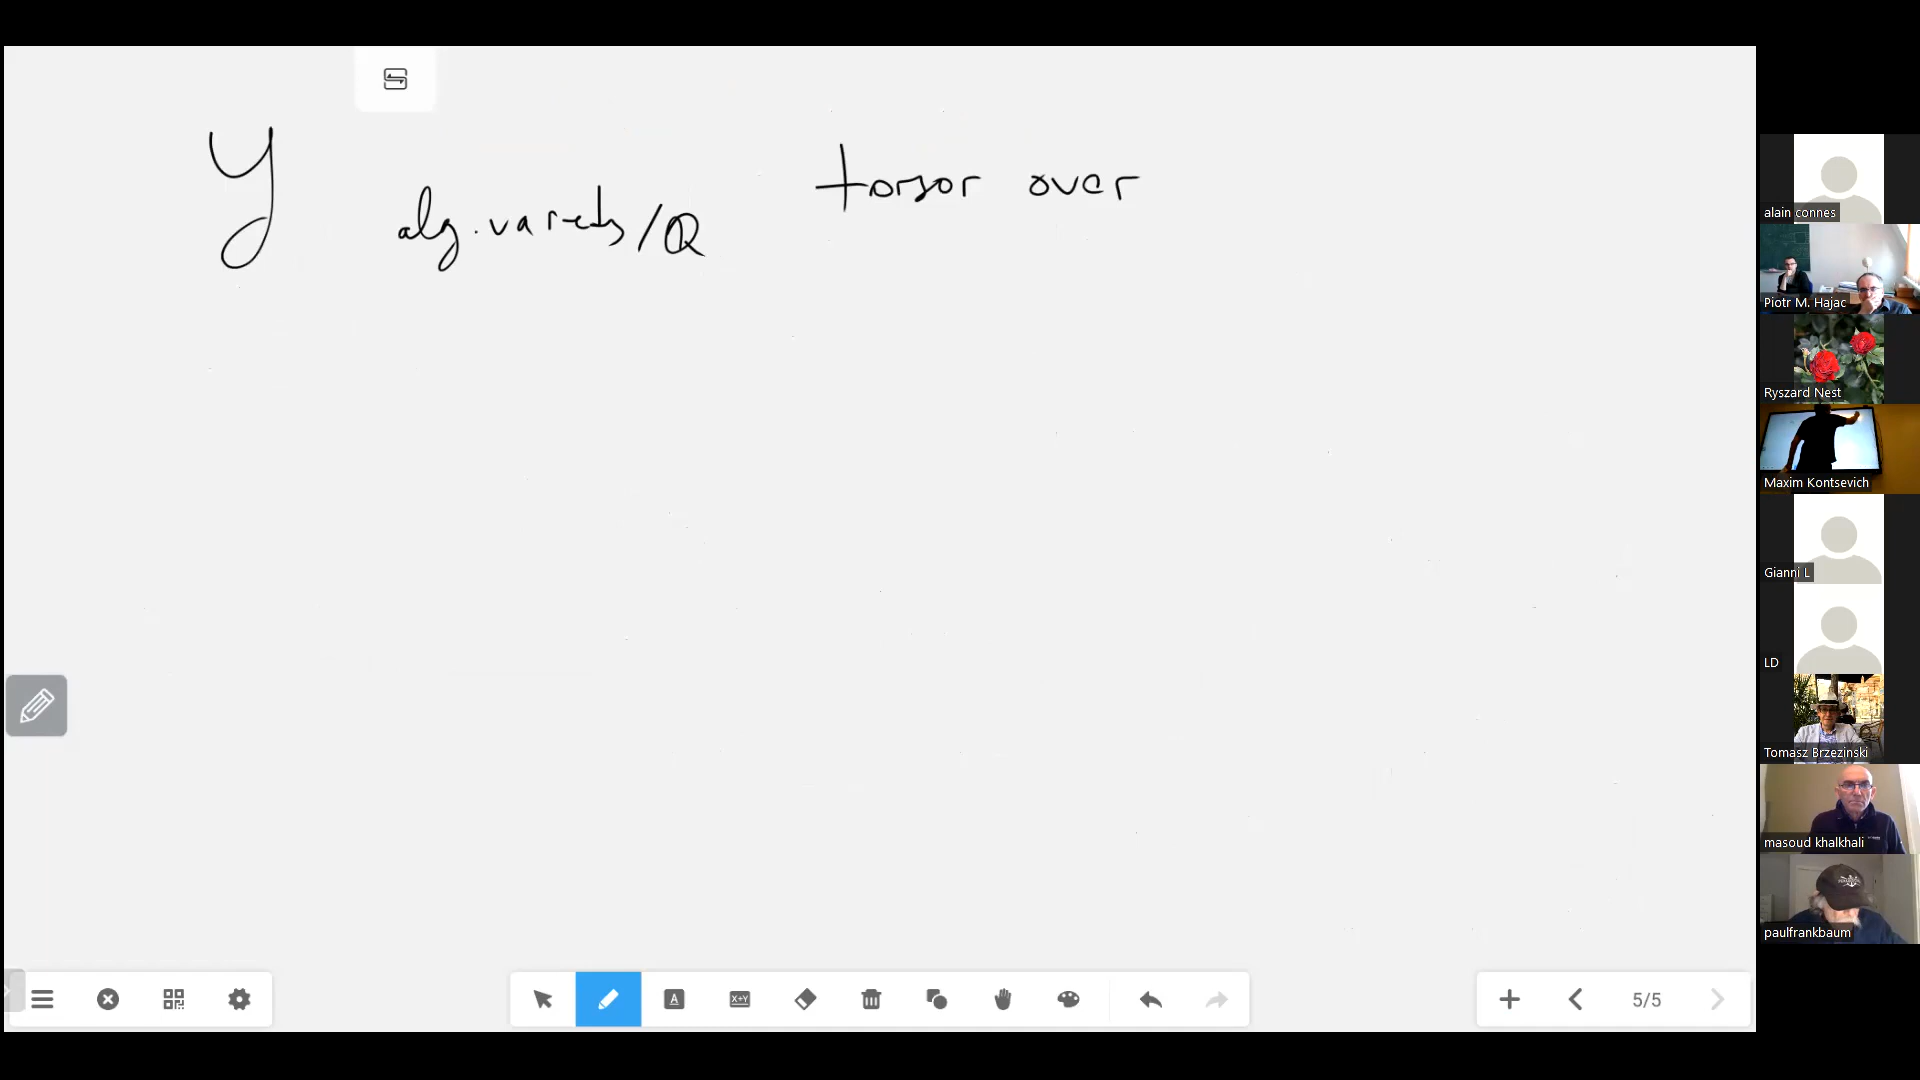 Y
torsor over
alg. variety/Q
alain connes
Piotr M. Hajac
Ryszard Nest
Maxim Kontsevich
Gianni L
LD
Tomasz Brzezinski
masoud khalkhali
paulfrankbaum
A
X+Y
5/5